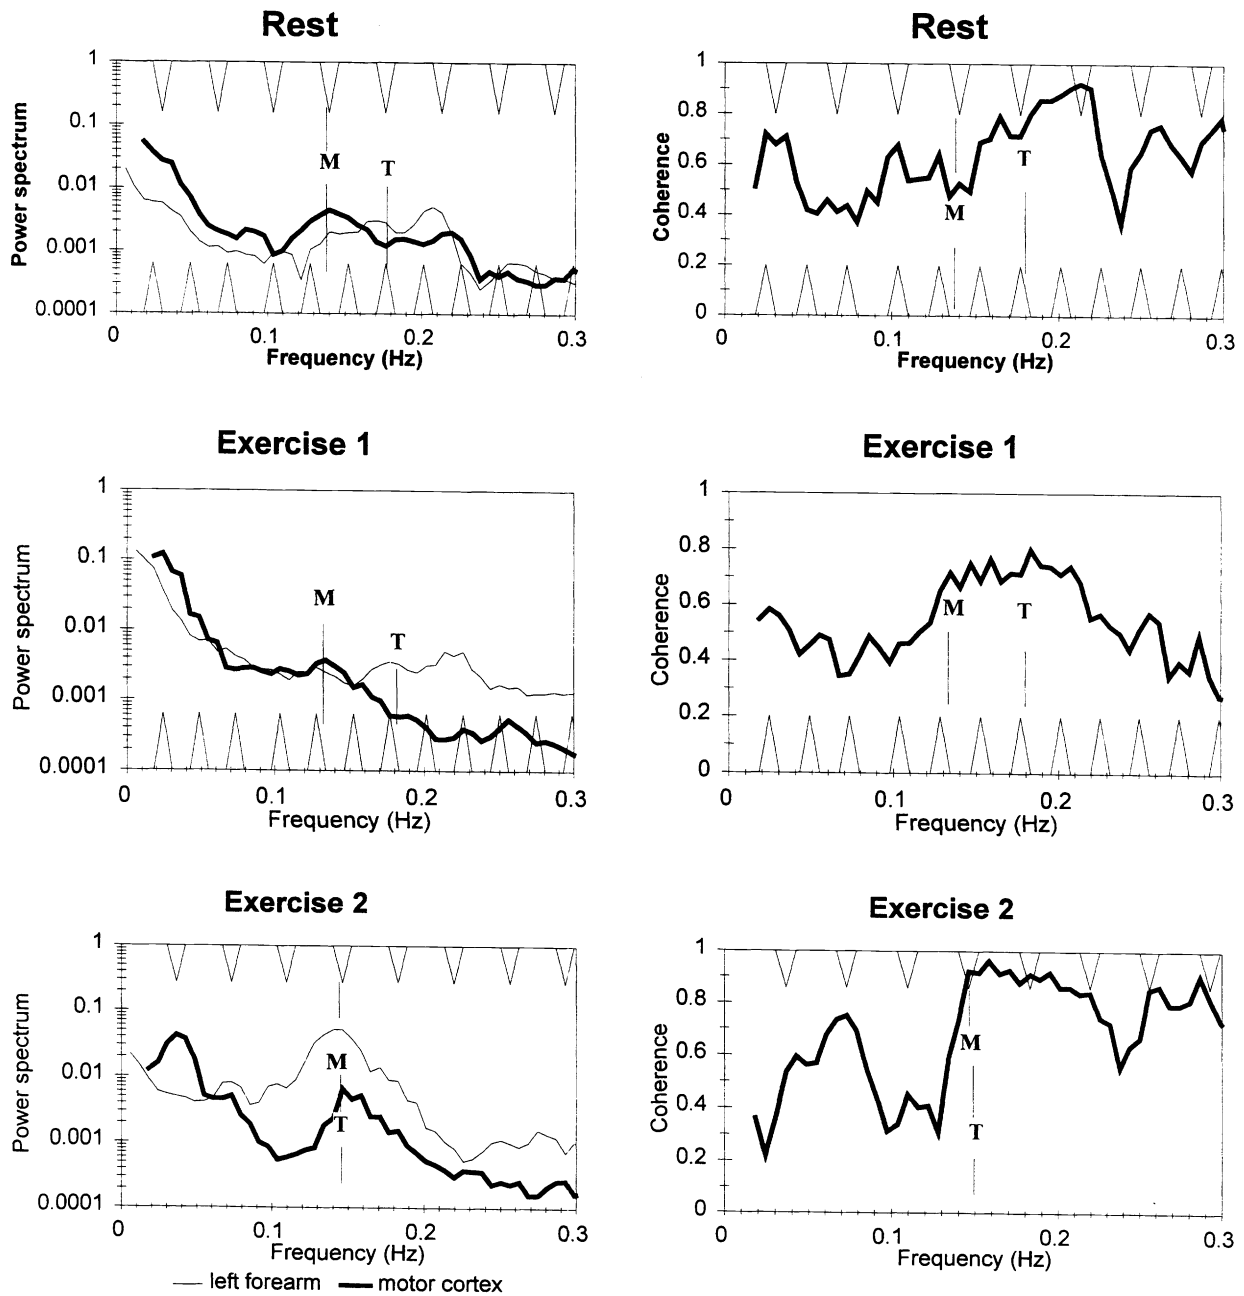 Rest
1
0.1
0.01
0.001
0.0001
Power spectrum
M
T
0
0.1
0.2
0.3
Frequency (Hz)
Rest
1
0.8
0.6
0.4
0.2
0
Coherence
T
M
0
0.1
0.2
0.3
Frequency (Hz)
Exercise 1
1
0.1
0.01
0.001
0.0001
Power spectrum
M
T
0
0.1
0.2
0.3
Frequency (Hz)
Exercise 1
1
0.8
0.6
0.4
0.2
0
Coherence
M
T
0
0.1
0.2
0.3
Frequency (Hz)
Exercise 2
1
0.1
0.01
0.001
0.0001
Power spectrum
M
T
0
0.1
0.2
0.3
Frequency (Hz)
Exercise 2
1
0.8
0.6
0.4
0.2
0
Coherence
M
T
0
0.1
0.2
0.3
Frequency (Hz)
left forearm motor cortex